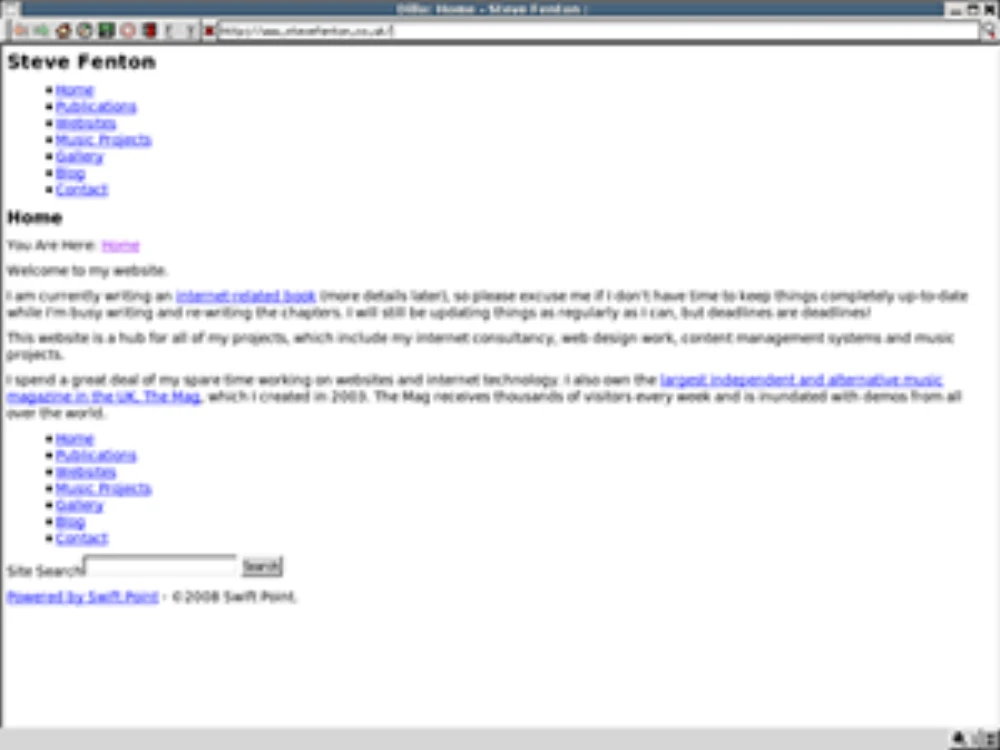 Dillo: Home - Steve Fenton :
http://www.stevefenton.co.uk/
Steve Fenton
Home
Publications
Websites
Music Projects
Gallery
Blog
Contact
Home
You Are Here: Home
Welcome to my website.
I am currently writing an internet-related book (more details later), so please excuse me if I don't have time to keep things completely up-to-date
while I'm busy writing and re-writing the chapters. I will still be updating things as regularly as I can, but deadlines are deadlines!
This website is a hub for all of my projects, which include my internet consultancy, web design work, content management systems and music
projects.
I spend a great deal of my spare time working on websites and internet technology. I also own the largest independent and alternative music
magazine in the UK, The Mag, which I created in 2003. The Mag receives thousands of visitors every week and is inundated with demos from all
over the world.
Home
Publications
Websites
Music Projects
Gallery
Blog
Contact
Site Search Search
Powered by Swift Point - ©2008 Swift Point.